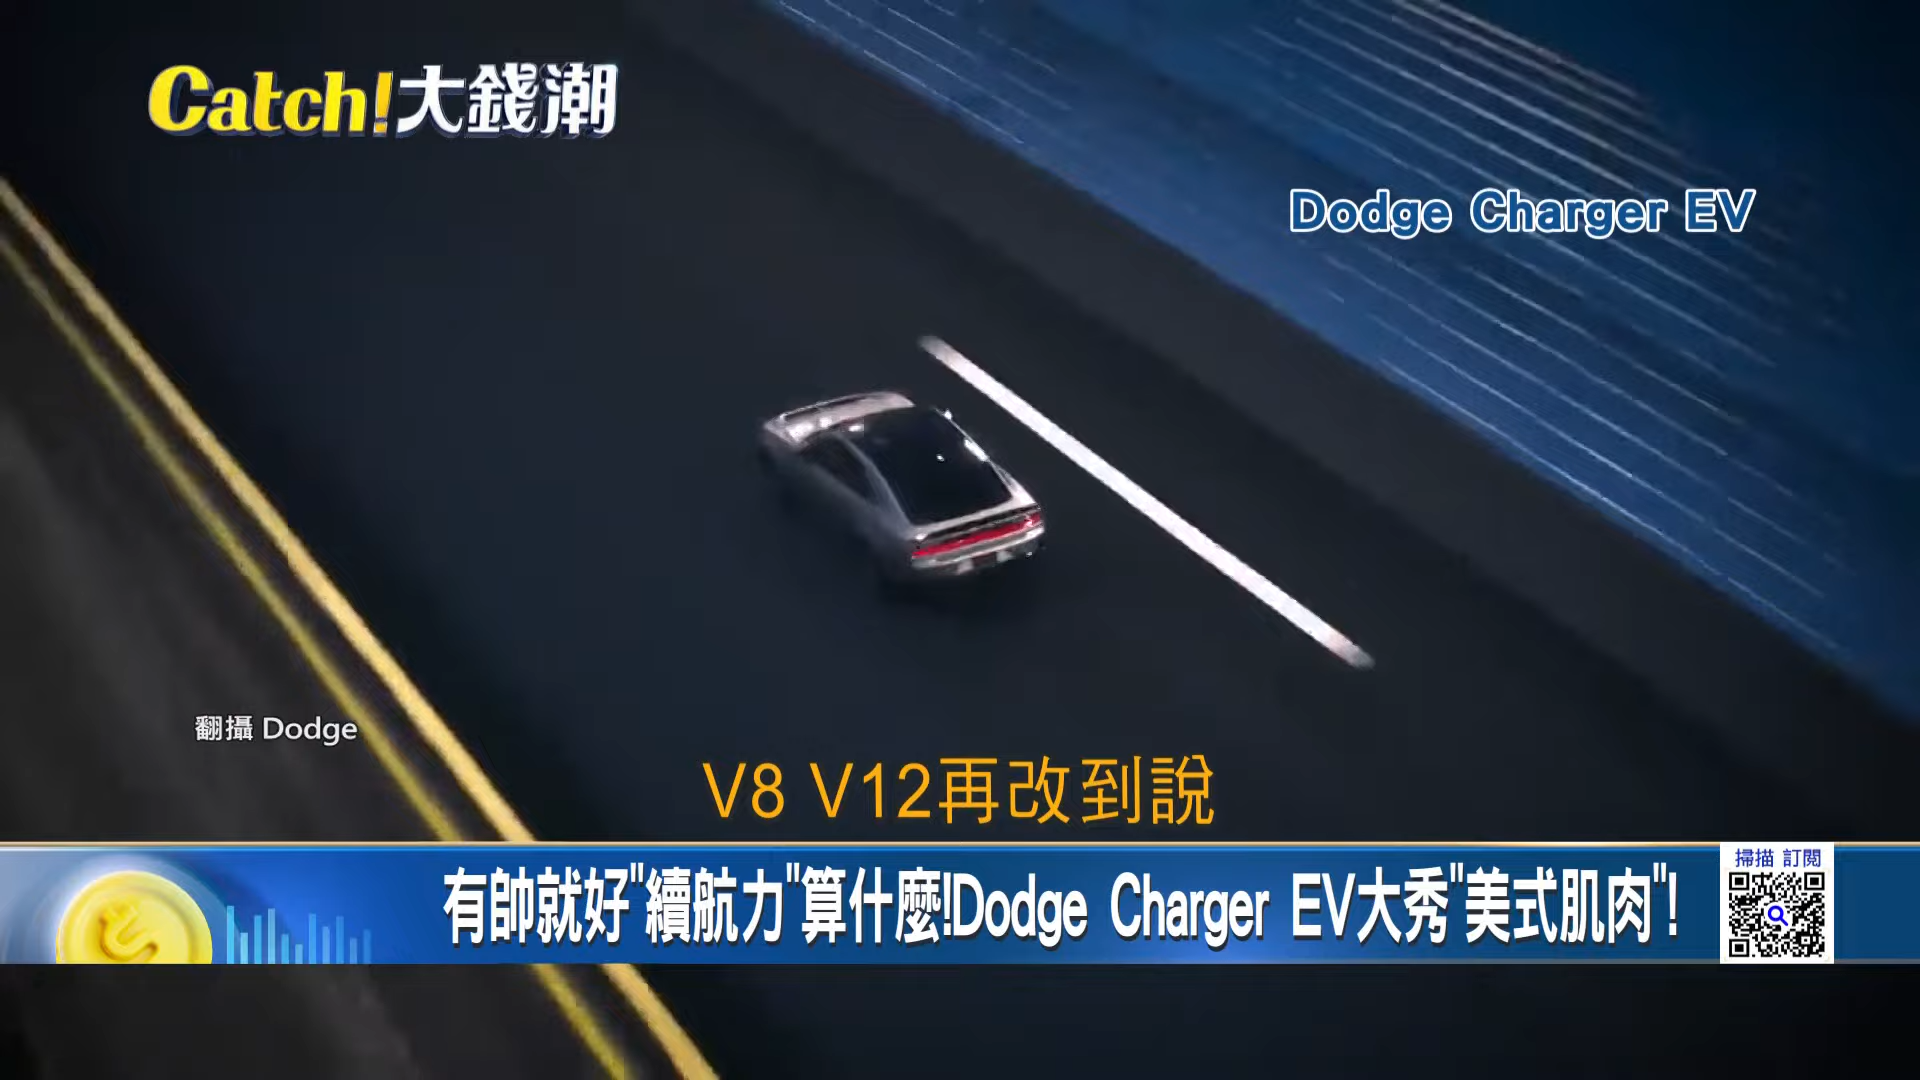 Catch!大錢潮
Dodge Charger EV
翻攝 Dodge
V8 V12再改到說
有帥就好"續航力"算什麼!Dodge Charger EV大秀"美式肌肉"!
掃描 訂閱